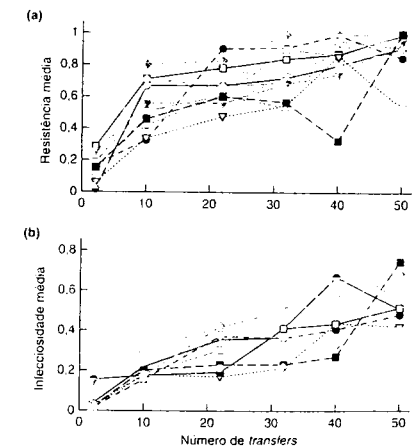 (a)
Resistência média
1
0.8
0.6
0.4
0.2
0
0 10 20 30 40 50
(b)
Infecciosidade média
0.8
0.6
0.4
0.2
0
0 10 20 30 40 50
Número de transfers